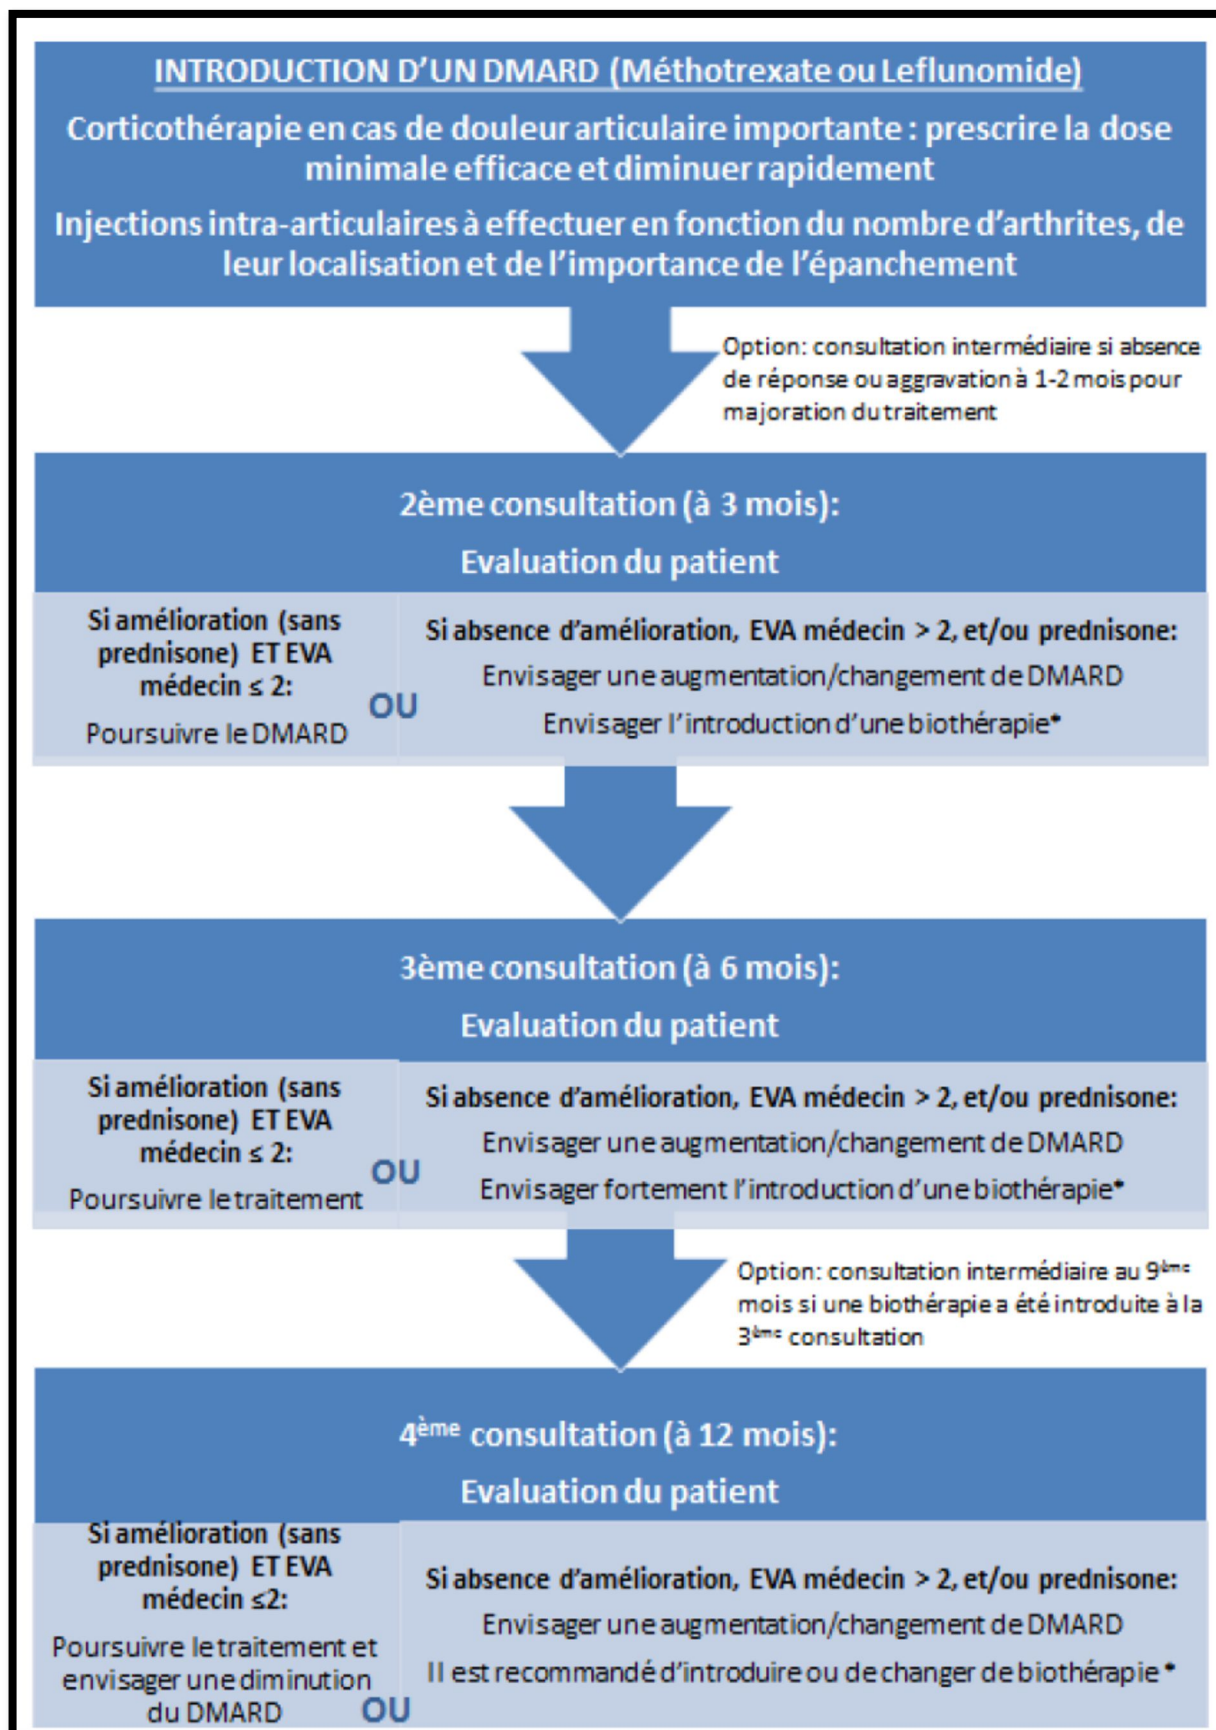 INTRODUCTION D'UN DMARD (Méthotrexate ou Leflunomide)
Corticothérapie en cas de douleur articulaire importante : prescrire la dose
minimale efficace et diminuer rapidement
Injections intra-articulaires à effectuer en fonction du nombre d'arthrites, de
leur localisation et de l'importance de l'épanchement
Option: consultation intermédiaire si absence
de réponse ou aggravation à 1-2 mois pour
majoration du traitement
2ème consultation (à 3 mois):
Evaluation du patient
Si amélioration (sans
prednisone) ET EVA
médecin ≤ 2:
Poursuivre le DMARD
OU
Si absence d'amélioration, EVA médecin > 2, et/ou prednisone:
Envisager une augmentation/changement de DMARD
Envisager l'introduction d'une biothérapie*
3ème consultation (à 6 mois):
Evaluation du patient
Si amélioration (sans
prednisone) ET EVA
médecin ≤ 2:
Poursuivre le traitement
OU
Si absence d'amélioration, EVA médecin > 2, et/ou prednisone:
Envisager une augmentation/changement de DMARD
Envisager fortement l'introduction d'une biothérapie*
Option: consultation intermédiaire au 9ème
mois si une biothérapie a été introduite à la
3ème consultation
4ème consultation (à 12 mois):
Evaluation du patient
Si amélioration (sans
prednisone) ET EVA
médecin ≤2:
Poursuivre le traitement et
envisager une diminution
du DMARD
OU
Si absence d'amélioration, EVA médecin > 2, et/ou prednisone:
Envisager une augmentation/changement de DMARD
Il est recommandé d'introduire ou de changer de biothérapie *